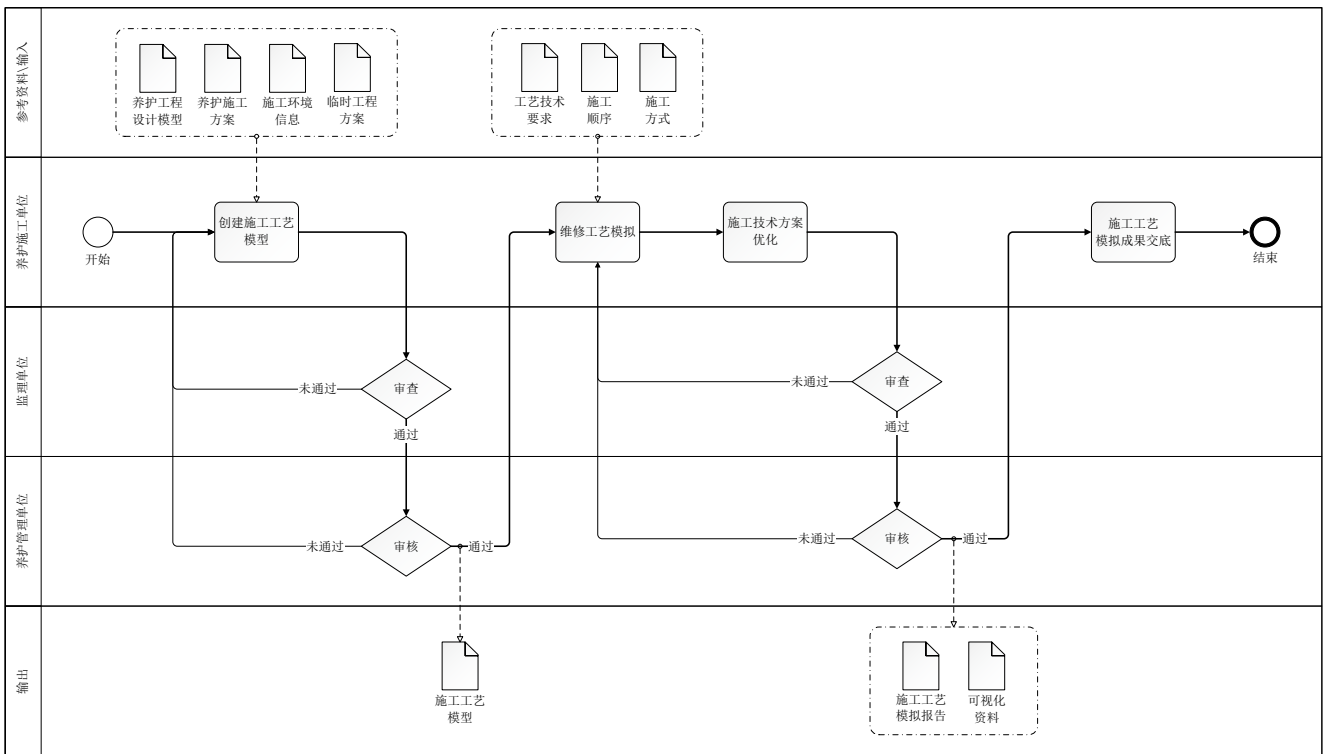 参考资料\输入
养护工程
设计模型
养护施工
方案
施工环境
信息
临时工程
方案
工艺技术
要求
施工
顺序
施工
方式
养护施工单位
开始
创建施工工艺
模型
维修工艺模拟
施工技术方案
优化
施工工艺
模拟成果交底
结束
监理单位
未通过
审查
通过
未通过
审查
通过
养护管理单位
未通过
审核
通过
未通过
审核
通过
输出
施工工艺
模型
施工工艺
模拟报告
可视化
资料